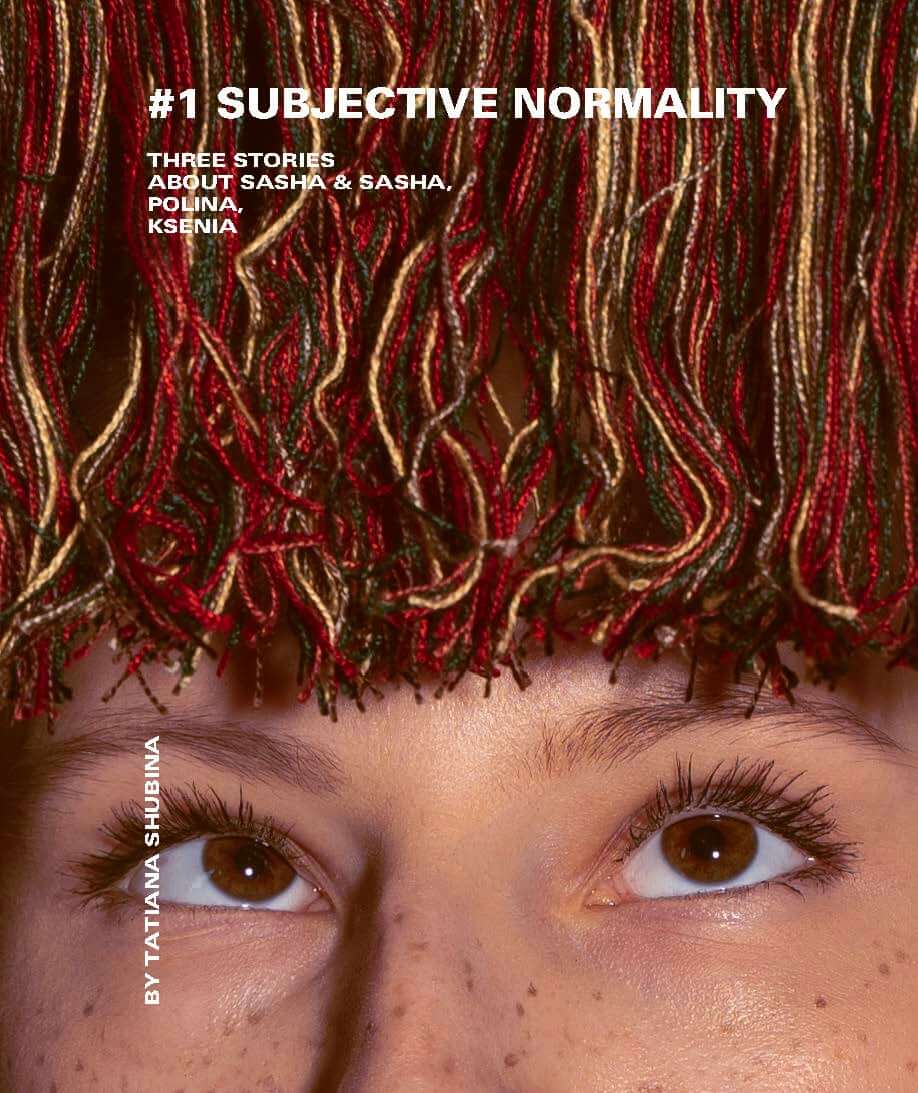 #1 SUBJECTIVE NORMALITY
THREE STORIES
ABOUT SASHA & SASHA,
POLINA,
KSENIA
BY TATIANA SHUBINA